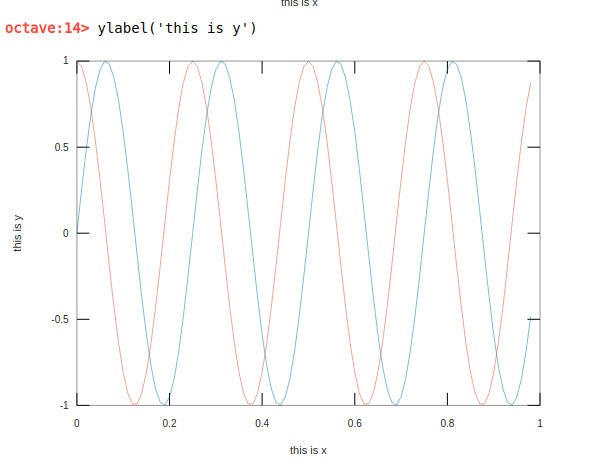 this is x
octave:14> ylabel('this is y')
1
0.5
this is y
0
-0.5
-1
0 0.2 0.4 0.6 0.8 1
this is x